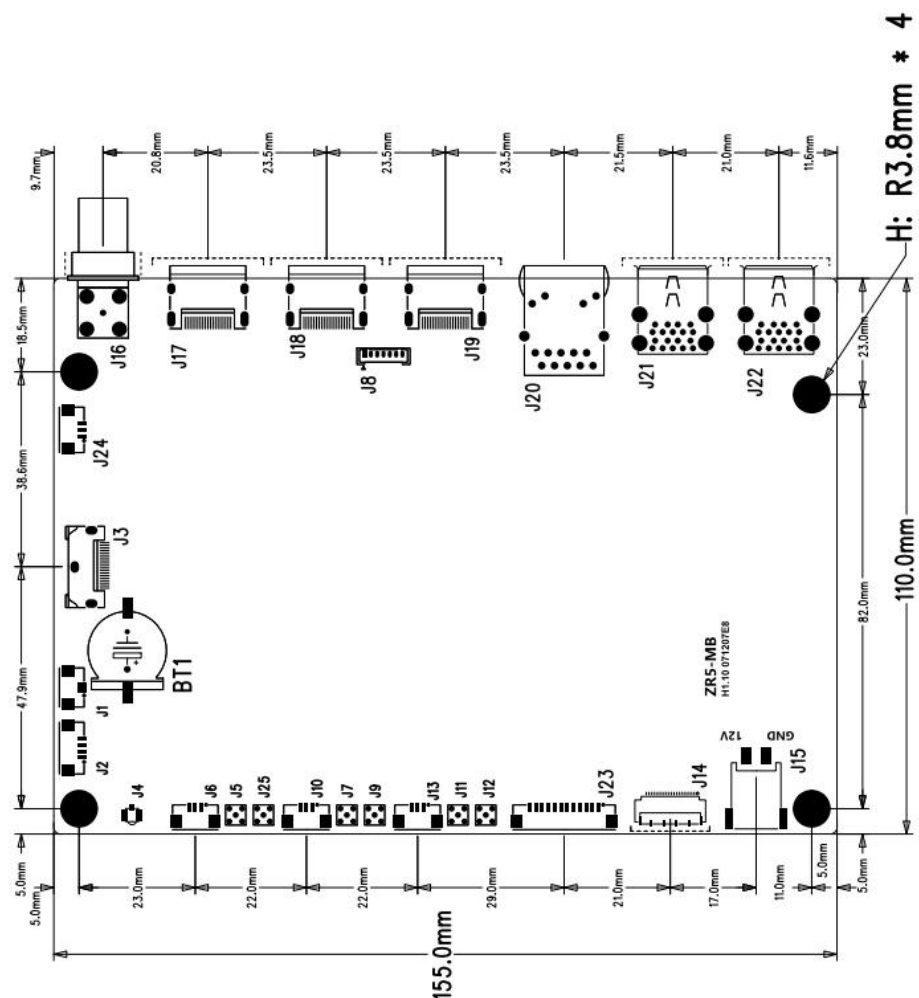 H: R3.8mm * 4
9.7mm
20.8mm
23.5mm
23.5mm
23.5mm
21.5mm
21.0mm
11.6mm
18.5mm
38.6mm
47.9mm
5.0mm
23.0mm
82.0mm
110.0mm
5.0mm
J16
J17
J18
J19
J8
J20
J21
J22
J24
J3
BT1
J1
J2
J4
J6
J5
J25
J10
J7
J9
J13
J11
J12
J23
J14
J15
ZR5-MB
H1.10 071207E8
12V
GND
+
5.0mm
23.0mm
22.0mm
22.0mm
29.0mm
21.0mm
17.0mm
11.0mm
5.0mm
155.0mm